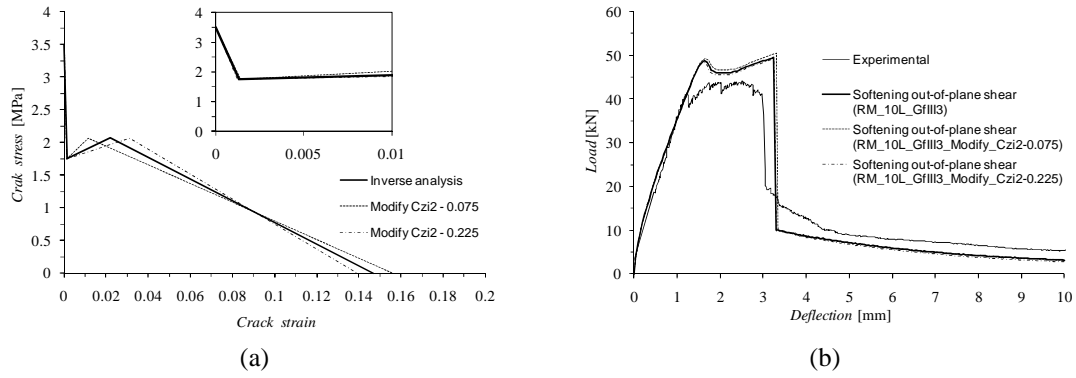 4
3.5
3
2.5
2
1.5
1
0.5
0
Crak stress [MPa]
4
3
2
1
0
0 0.005 0.01
Inverse analysis
Modify Czi2 - 0.075
Modify Czi2 - 0.225
0 0.02 0.04 0.06 0.08 0.1 0.12 0.14 0.16 0.18 0.2
Crack strain
(a)
60
50
40
30
20
10
0
Load [kN]
Experimental
Softening out-of-plane shear
(RM_10L_GfIII3)
Softening out-of-plane shear
(RM_10L_GfIII3_Modify_Czi2-0.075)
Softening out-of-plane shear
(RM_10L_GfIII3_Modify_Czi2-0.225)
0 1 2 3 4 5 6 7 8 9 10
Deflection [mm]
(b)